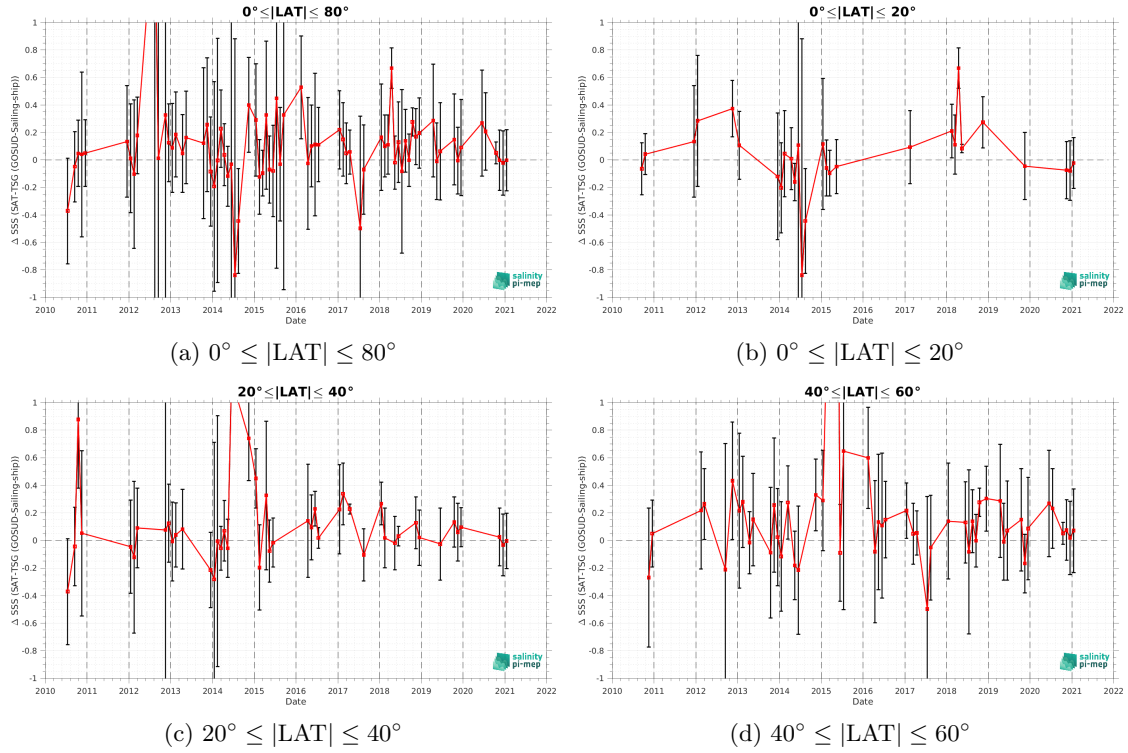 0°≤|LAT|≤ 80°
Δ SSS (SAT-TSG (GOSUD-Sailing-ship))
1
0.8
0.6
0.4
0.2
0
-0.2
-0.4
-0.6
-0.8
-1
2010 2011 2012 2013 2014 2015 2016 2017 2018 2019 2020 2021 2022
Date
salinity
pi-mep
(a) 0° ≤ |LAT| ≤ 80°
0°≤|LAT|≤ 20°
Δ SSS (SAT-TSG (GOSUD-Sailing-ship))
1
0.8
0.6
0.4
0.2
0
-0.2
-0.4
-0.6
-0.8
-1
2010 2011 2012 2013 2014 2015 2016 2017 2018 2019 2020 2021 2022
Date
salinity
pi-mep
(b) 0° ≤ |LAT| ≤ 20°
20°≤|LAT|≤ 40°
Δ SSS (SAT-TSG (GOSUD-Sailing-ship))
1
0.8
0.6
0.4
0.2
0
-0.2
-0.4
-0.6
-0.8
-1
2010 2011 2012 2013 2014 2015 2016 2017 2018 2019 2020 2021 2022
Date
salinity
pi-mep
(c) 20° ≤ |LAT| ≤ 40°
40°≤|LAT|≤ 60°
Δ SSS (SAT-TSG (GOSUD-Sailing-ship))
1
0.8
0.6
0.4
0.2
0
-0.2
-0.4
-0.6
-0.8
-1
2010 2011 2012 2013 2014 2015 2016 2017 2018 2019 2020 2021 2022
Date
salinity
pi-mep
(d) 40° ≤ |LAT| ≤ 60°